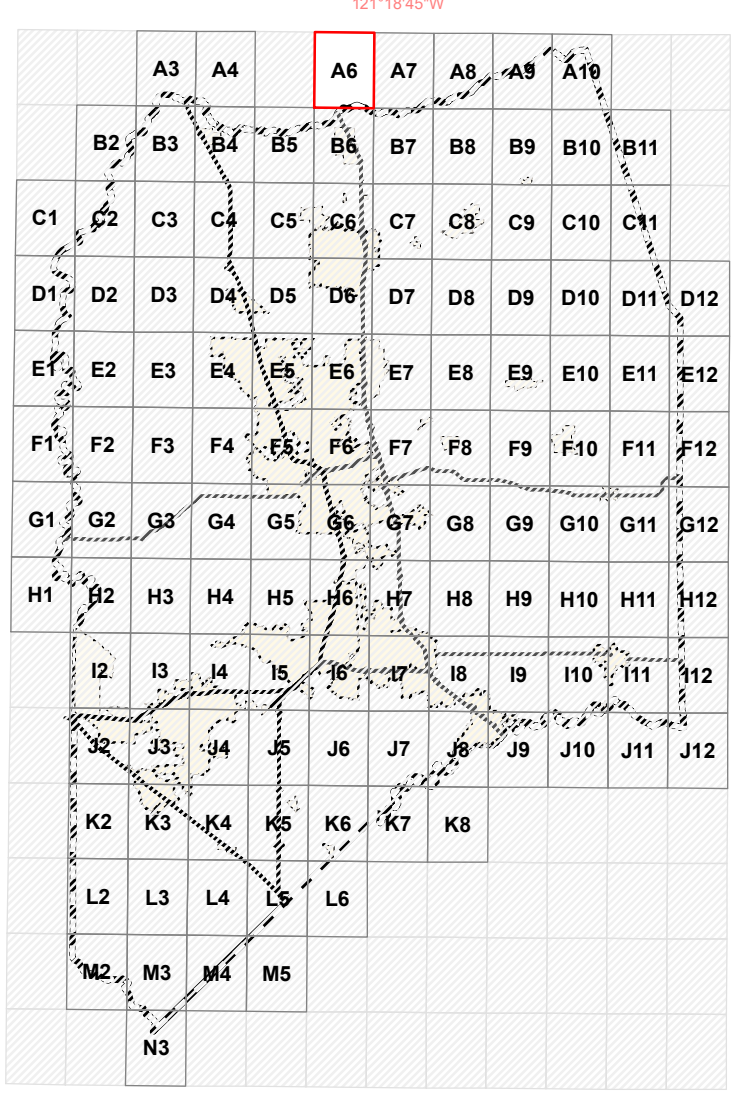 121°18'45"W
A3 A4 A6 A7 A8 A9 A10
B2 B3 B4 B5 B6 B7 B8 B9 B10 B11
C1 C2 C3 C4 C5 C6 C7 C8 C9 C10 C11
D1 D2 D3 D4 D5 D6 D7 D8 D9 D10 D11 D12
E1 E2 E3 E4 E5 E6 E7 E8 E9 E10 E11 E12
F1 F2 F3 F4 F5 F6 F7 F8 F9 F10 F11 F12
G1 G2 G3 G4 G5 G6 G7 G8 G9 G10 G11 G12
H1 H2 H3 H4 H5 H6 H7 H8 H9 H10 H11 H12
I2 I3 I4 I5 I6 I7 I8 I9 I10 I11 I12
J2 J3 J4 J5 J6 J7 J8 J9 J10 J11 J12
K2 K3 K4 K5 K6 K7 K8
L2 L3 L4 L5 L6
M2 M3 M4 M5
N3